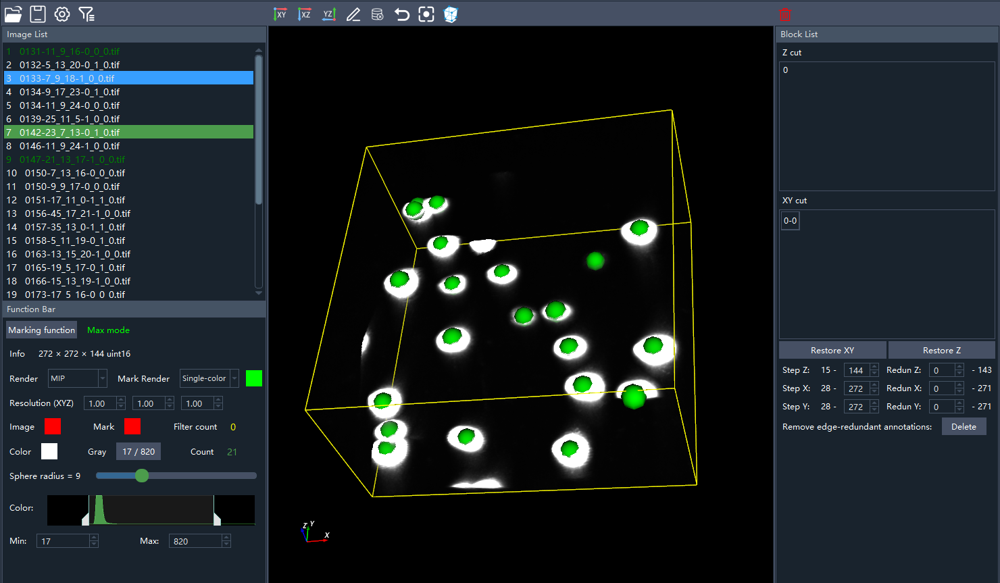 XY XZ YZ
Image List
1 0131-11_9_16-0_0_0.tif
2 0132-5_13_20-0_1_0.tif
3 0133-7_9_18-1_0_0.tif
4 0134-9_17_23-0_1_0.tif
5 0134-11_9_24-0_0_0.tif
6 0139-25_11_5-1_0_0.tif
7 0142-23_7_13-0_1_0.tif
8 0146-11_9_24-1_0_0.tif
9 0147-21_13_17-1_0_0.tif
10 0150-7_13_16-0_0_0.tif
11 0150-9_9_17-0_0_0.tif
12 0151-17_11_0-1_1_0.tif
13 0156-45_17_21-1_0_0.tif
14 0157-35_13_0-1_1_0.tif
15 0158-5_11_19-0_1_0.tif
16 0163-13_15_20-1_0_0.tif
17 0165-19_5_17-0_1_0.tif
18 0166-15_13_19-1_0_0.tif
19 0173-17_5_16-0_0_0.tif
Function Bar
Marking function Max mode
Info 272 × 272 × 144 uint16
Render MIP Mark Render Single-color
Resolution (XYZ) 1.00 1.00 1.00
Image Mark Filter count 0
Color Gray 17 / 820 Count 21
Sphere radius = 9
Color:
Min: 17 Max: 820
Z Y
X
Block List
Z cut
0
XY cut
0-0
Restore XY Restore Z
Step Z: 15 - 144 Redun Z: 0 - 143
Step X: 28 - 272 Redun X: 0 - 271
Step Y: 28 - 272 Redun Y: 0 - 271
Remove edge-redundant annotations: Delete